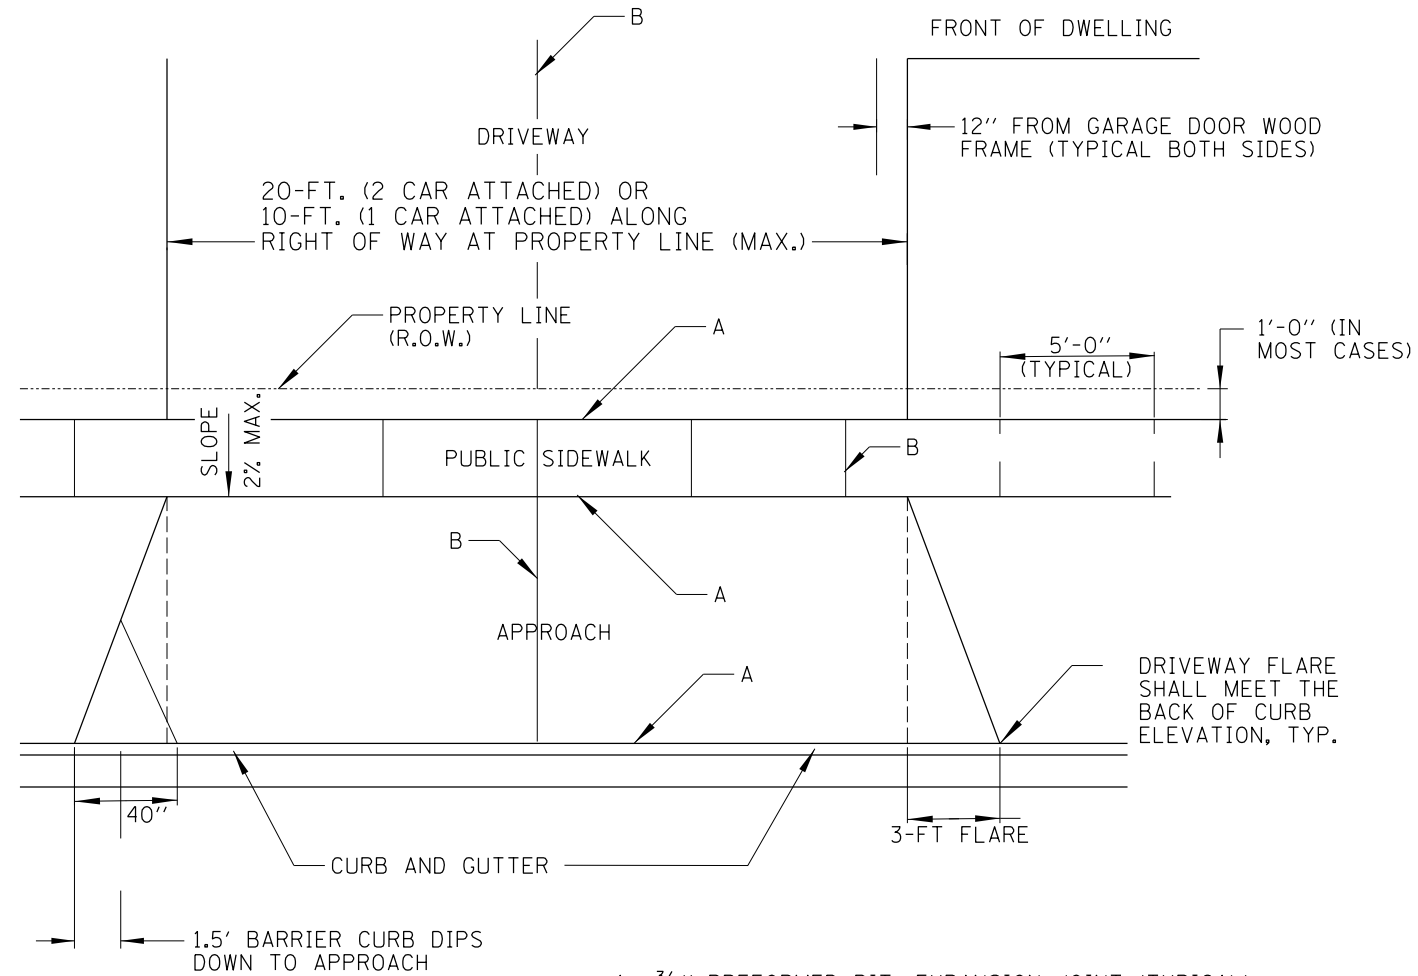 B
FRONT OF DWELLING
DRIVEWAY
12" FROM GARAGE DOOR WOOD
FRAME (TYPICAL BOTH SIDES)
20-FT. (2 CAR ATTACHED) OR
10-FT. (1 CAR ATTACHED) ALONG
RIGHT OF WAY AT PROPERTY LINE (MAX.)
PROPERTY LINE
(R.O.W.)
A
5'-0"
(TYPICAL)
1'-0" (IN
MOST CASES)
SLOPE
2% MAX.
PUBLIC SIDEWALK
B
B
A
APPROACH
A
DRIVEWAY FLARE
SHALL MEET THE
BACK OF CURB
ELEVATION, TYP.
40"
3-FT FLARE
CURB AND GUTTER
1.5' BARRIER CURB DIPS
DOWN TO APPROACH